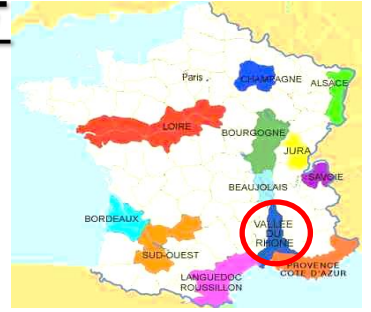 Paris
CHAMPAGNE
ALSACE
LOIRE
BOURGOGNE
JURA
SAVOIE
BEAUJOLAIS
BORDEAUX
VALLEE
DU
RHONE
SUD-OUEST
PROVENCE
COTE D'AZUR
LANGUEDOC
ROUSSILLON